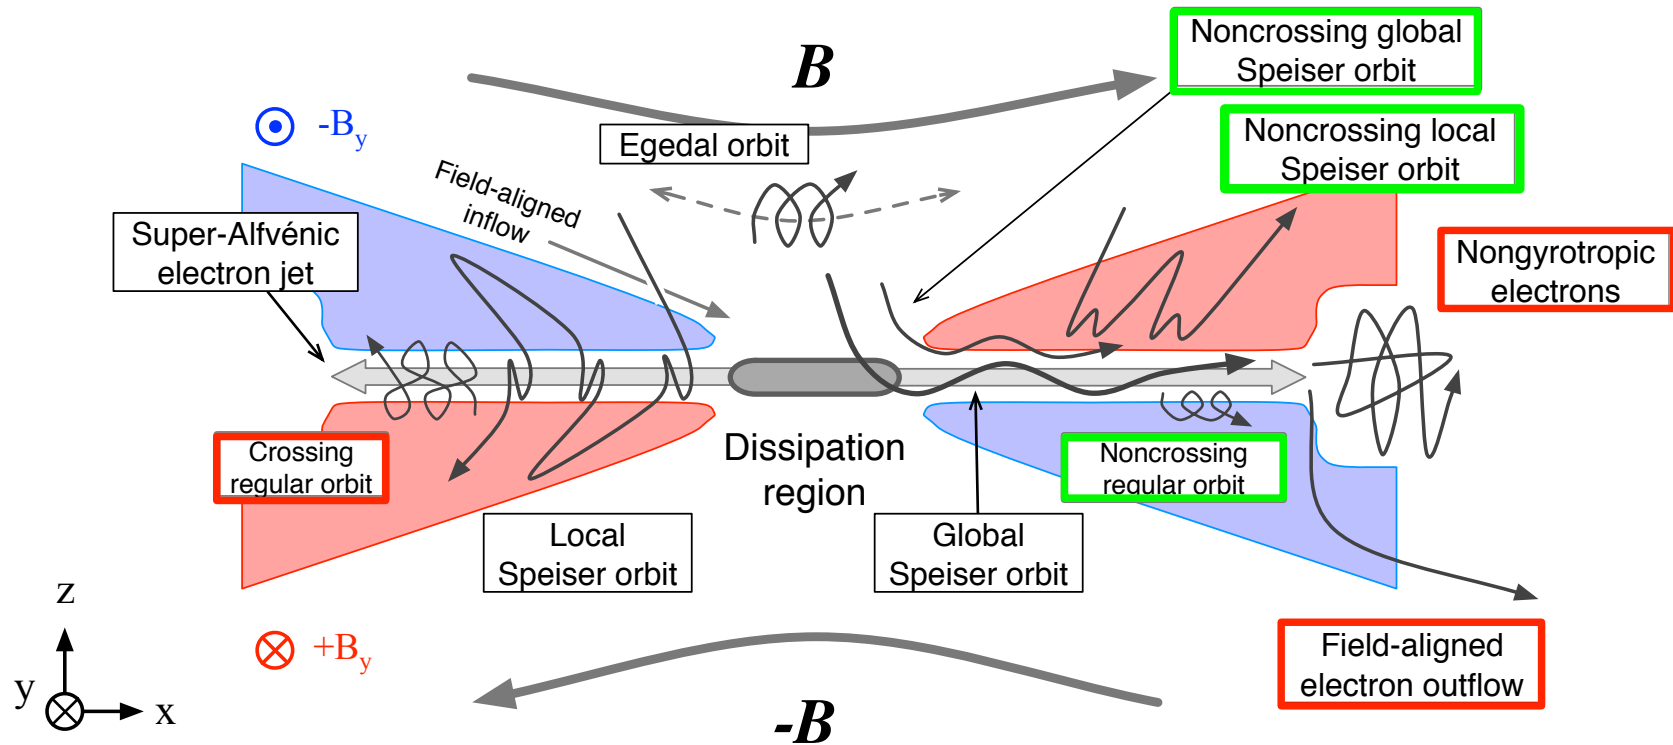 B
Noncrossing global
Speiser orbit
-By
Egedal orbit
Noncrossing local
Speiser orbit
Field-aligned
inflow
Super-Alfvénic
electron jet
Nongyrotropic
electrons
Crossing
regular orbit
Dissipation
region
Noncrossing
regular orbit
Local
Speiser orbit
Global
Speiser orbit
z
y
x
+By
-B
Field-aligned
electron outflow